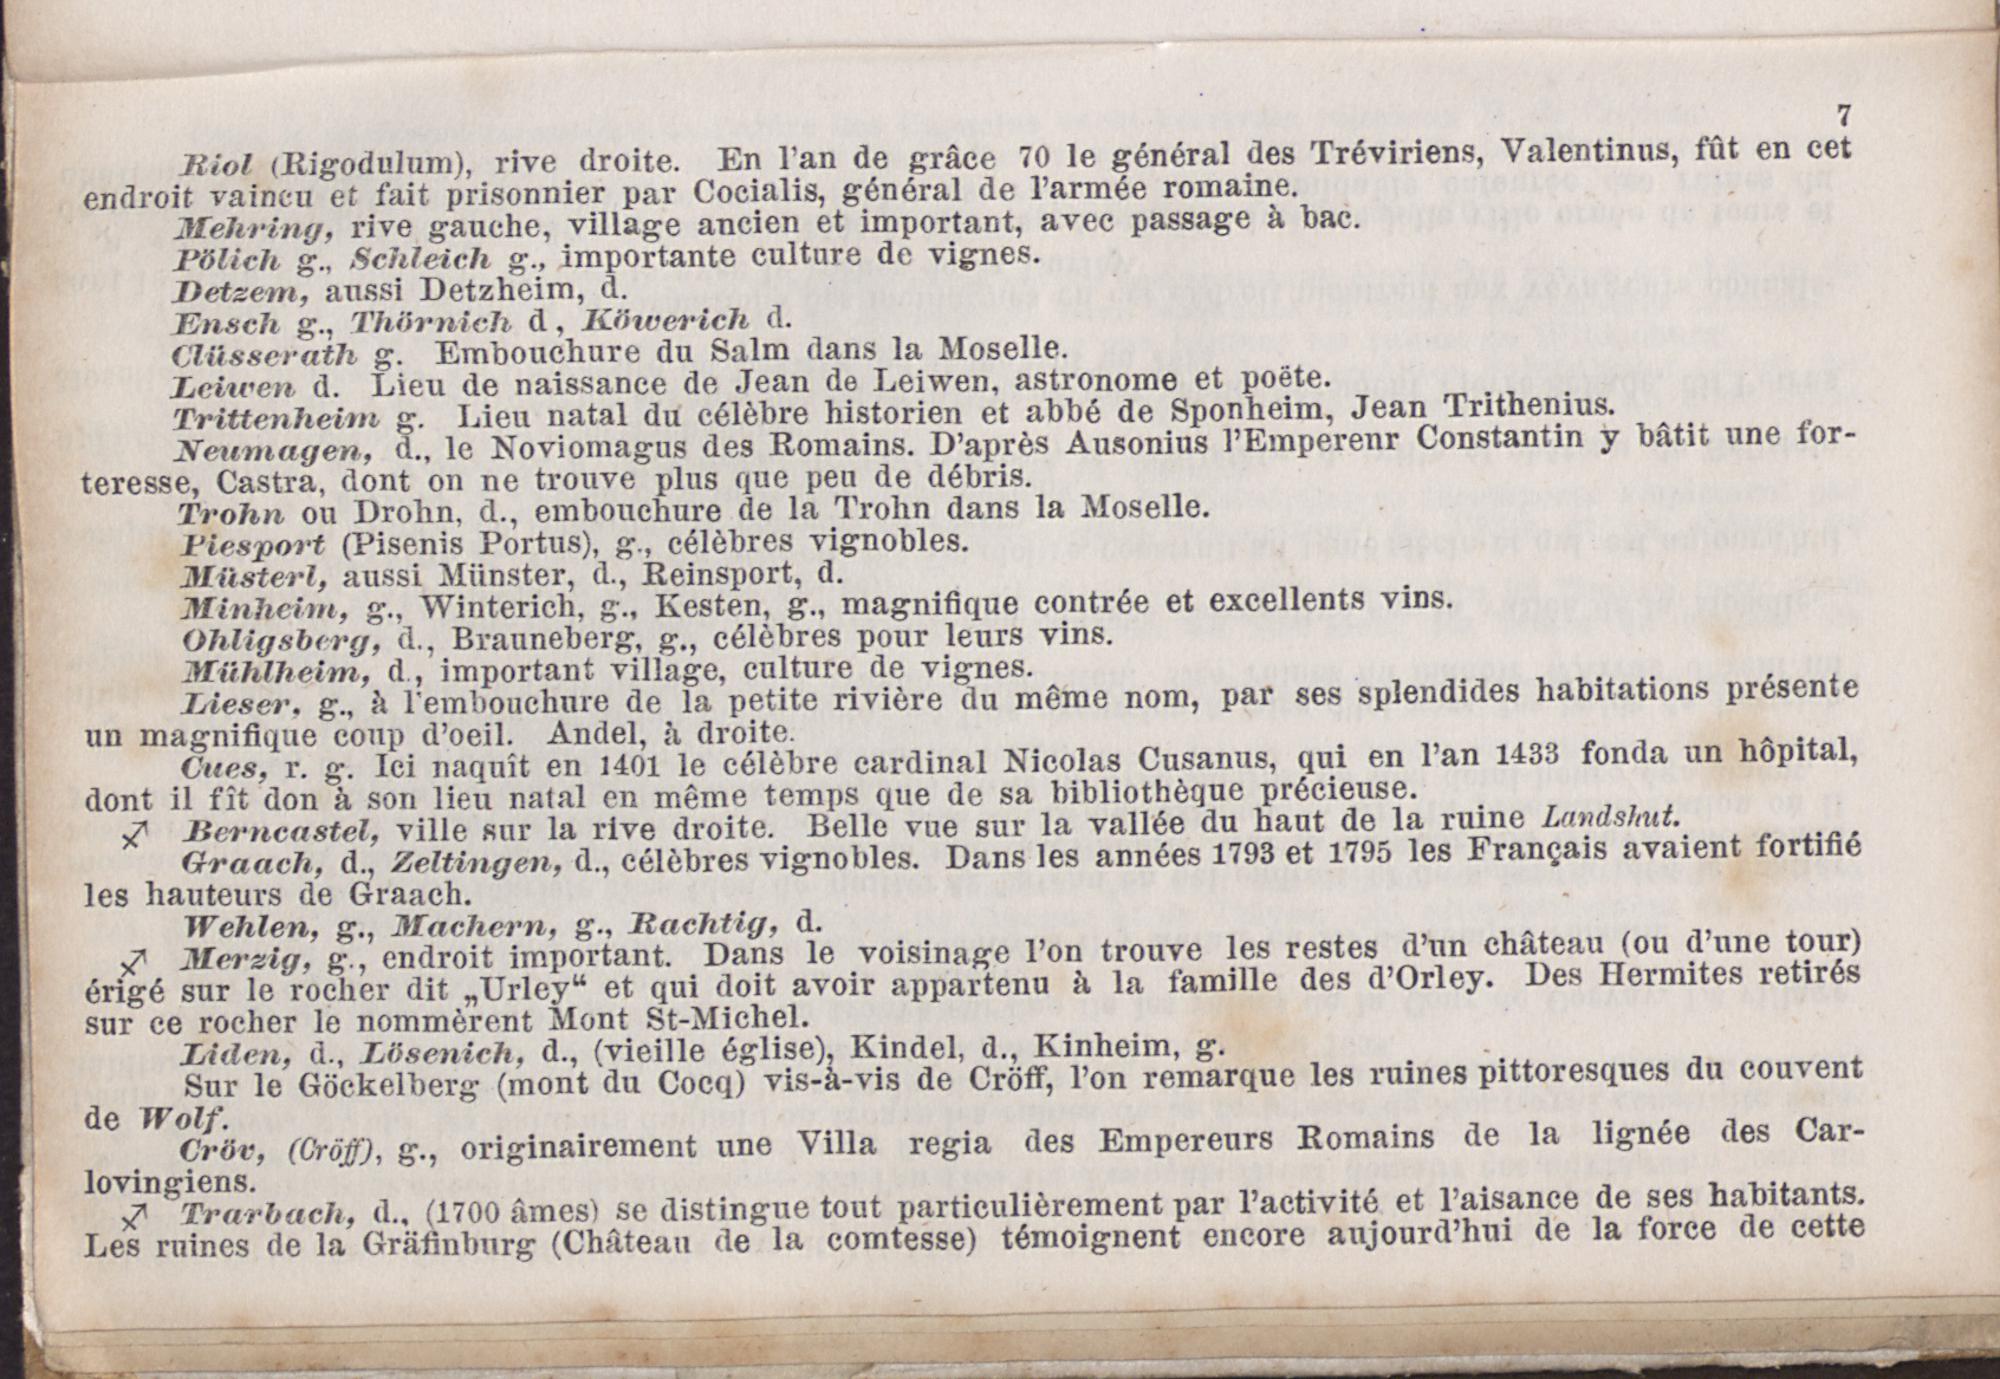 7
Riol (Rigodulum), rive droite. En l'an de grâce 70 le général des Tréviriens, Valentinus, fût en cet
endroit vaincu et fait prisonnier par Cocialis, général de l'armée romaine.
Mehring, rive gauche, village ancien et important, avec passage à bac.
Pölich g., Schleich g., importante culture de vignes.
Detzem, aussi Detzheim, d.
Ensch g., Thörnich d, Köwerich d.
Clüsserath g. Embouchure du Salm dans la Moselle.
Leiwen d. Lieu de naissance de Jean de Leiwen, astronome et poëte.
Trittenheim g. Lieu natal du célèbre historien et abbé de Sponheim, Jean Trithenius.
Neumagen, d., le Noviomagus des Romains. D'après Ausonius l'Empereur Constantin y bâtit une for-
teresse, Castra, dont on ne trouve plus que peu de débris.
Trohn ou Drohn, d., embouchure de la Trohn dans la Moselle.
Piesport (Pisenis Portus), g., célèbres vignobles.
Müsterl, aussi Münster, d., Reinsport, d.
Minheim, g., Winterich, g., Kesten, g., magnifique contrée et excellents vins.
Ohligsberg, d., Brauneberg, g., célèbres pour leurs vins.
Mühlheim, d., important village, culture de vignes.
Lieser, g., à l'embouchure de la petite rivière du même nom, par ses splendides habitations présente
un magnifique coup d'oeil. Andel, à droite.
Cues, r. g. Ici naquît en 1401 le célèbre cardinal Nicolas Cusanus, qui en l'an 1433 fonda un hôpital,
dont il fît don à son lieu natal en même temps que de sa bibliothèque précieuse.
♐ Berncastel, ville sur la rive droite. Belle vue sur la vallée du haut de la ruine Landshut.
Graach, d., Zeltingen, d., célèbres vignobles. Dans les années 1793 et 1795 les Français avaient fortifié
les hauteurs de Graach.
Wehlen, g., Machern, g., Rachtig, d.
♐ Merzig, g., endroit important. Dans le voisinage l'on trouve les restes d'un château (ou d'une tour)
érigé sur le rocher dit „Urley“ et qui doit avoir appartenu à la famille des d'Orley. Des Hermites retirés
sur ce rocher le nommèrent Mont St-Michel.
Liden, d., Lösenich, d., (vieille église), Kindel, d., Kinheim, g.
Sur le Göckelberg (mont du Cocq) vis-à-vis de Cröff, l'on remarque les ruines pittoresques du couvent
de Wolf.
Cröv, (Cröff), g., originairement une Villa regia des Empereurs Romains de la lignée des Car-
lovingiens.
♐ Trarbach, d., (1700 âmes) se distingue tout particulièrement par l'activité et l'aisance de ses habitants.
Les ruines de la Gräfinburg (Château de la comtesse) témoignent encore aujourd'hui de la force de cette